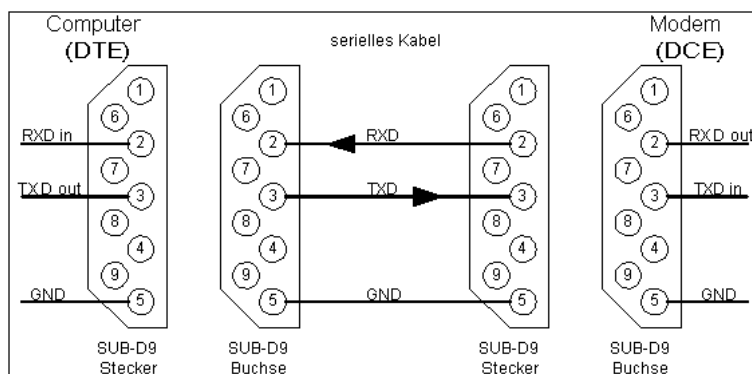 Computer
(DTE)
serielles Kabel
Modem
(DCE)
1 1 1 1
6 6 6 6
RXD in 2 2 RXD 2 2 RXD out
7 7 7 7
TXD out 3 3 TXD 3 3 TXD in
8 8 8 8
4 4 4 4
9 9 9 9
GND 5 5 GND 5 5 GND
SUB-D9
Stecker
SUB-D9
Buchse
SUB-D9
Stecker
SUB-D9
Buchse